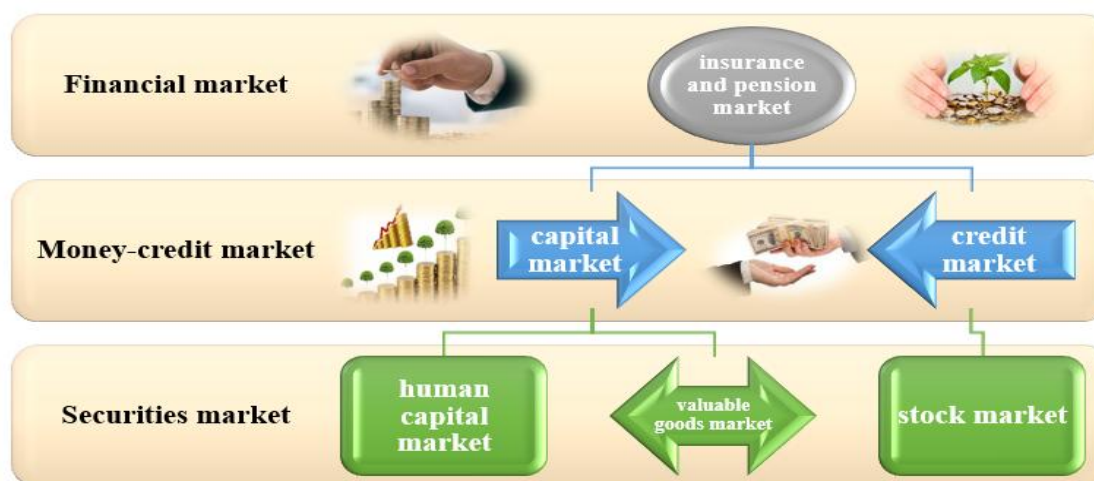 Financial market
insurance
and pension
market
Money-credit market
capital
market
credit
market
Securities market
human
capital
market
valuable
goods market
stock market